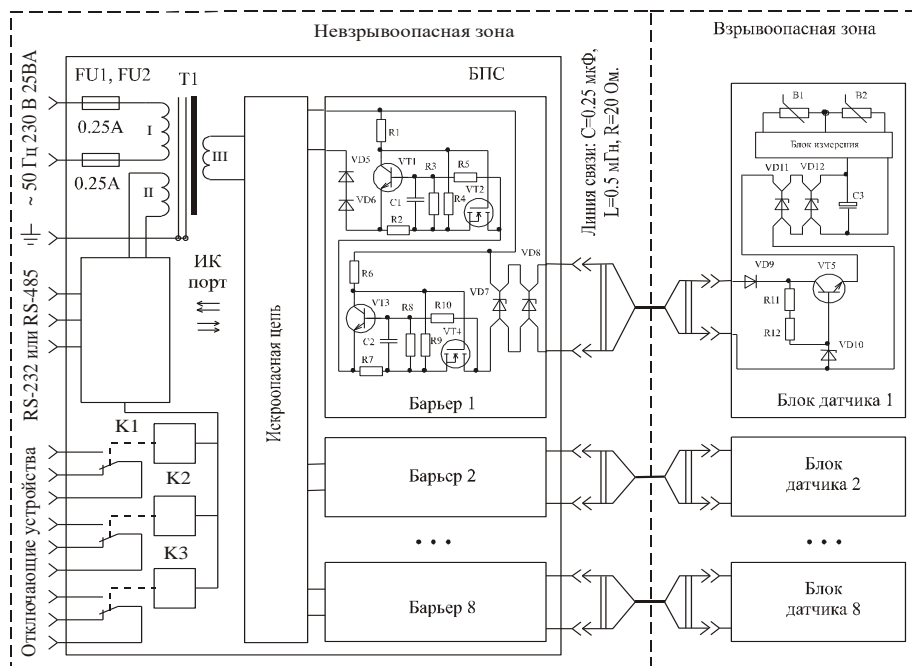 Невзрывоопасная зона
Взрывоопасная зона
БПС
FU1, FU2
T1
0.25А
0.25А
I
II
III
~ 50 Гц 230 В 25ВА
RS-232 или RS-485
Отключающие устройства
ИК
порт
K1
K2
K3
Искроопасная цепь
R1
VD5
VD6
VT1
C1
R2
R3
R4
R5
VT2
R6
VT3
C2
R7
R8
R9
R10
VT4
VD7
VD8
Барьер 1
Барьер 2
• • •
Барьер 8
Линия связи: С=0.25 мкФ,
L=0.5 мГн, R=20 Ом.
B1
B2
Блок измерения
VD11
VD12
C3
VD9
VT5
R11
R12
VD10
Блок датчика 1
Блок
датчика 2
• • •
Блок
датчика 8